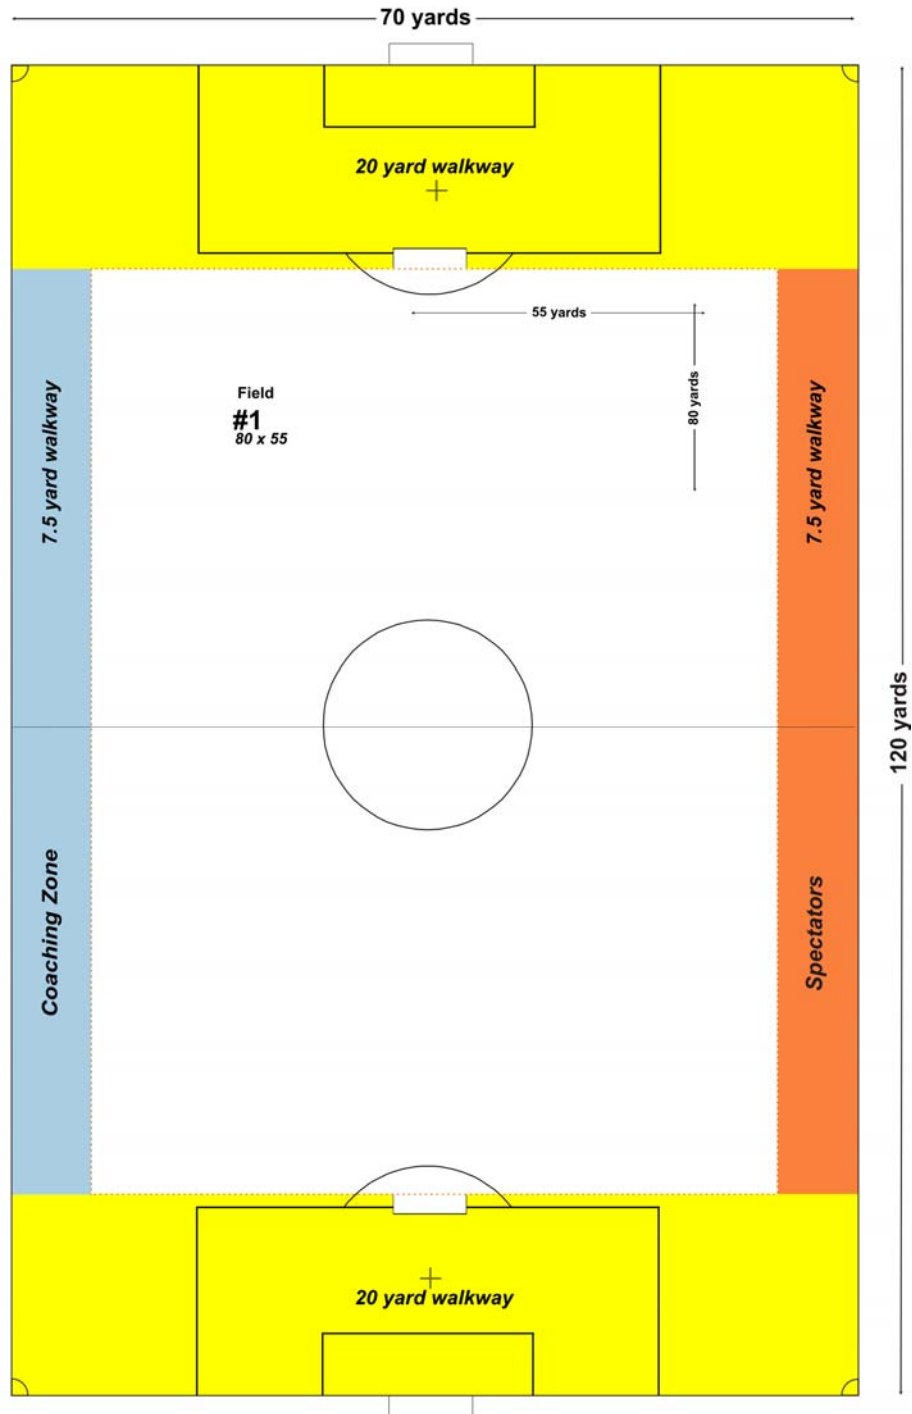 70 yards
20 yard walkway
55 yards
80 yards
Field
#1
80 x 55
7.5 yard walkway
7.5 yard walkway
120 yards
Coaching Zone
Spectators
20 yard walkway